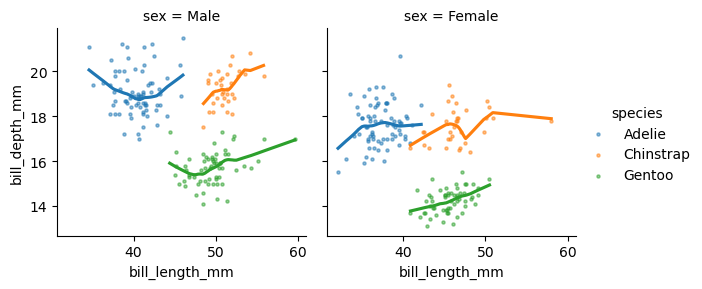 sex = Male
sex = Female
bill_depth_mm
20
18
16
14
40
50
60
bill_length_mm
40
50
60
bill_length_mm
species
Adelie
Chinstrap
Gentoo